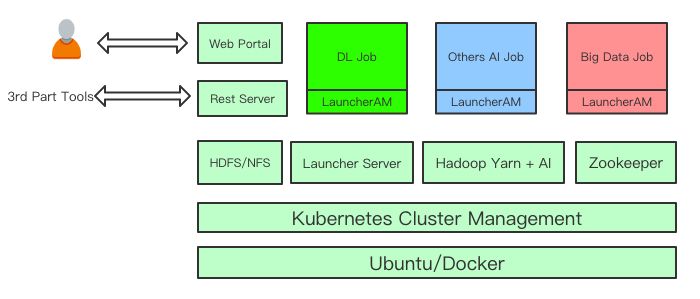 Web Portal
DL Job
Others AI Job
Big Data Job
3rd Part Tools
Rest Server
LauncherAM
LauncherAM
LauncherAM
HDFS/NFS
Launcher Server
Hadoop Yarn + AI
Zookeeper
Kubernetes Cluster Management
Ubuntu/Docker